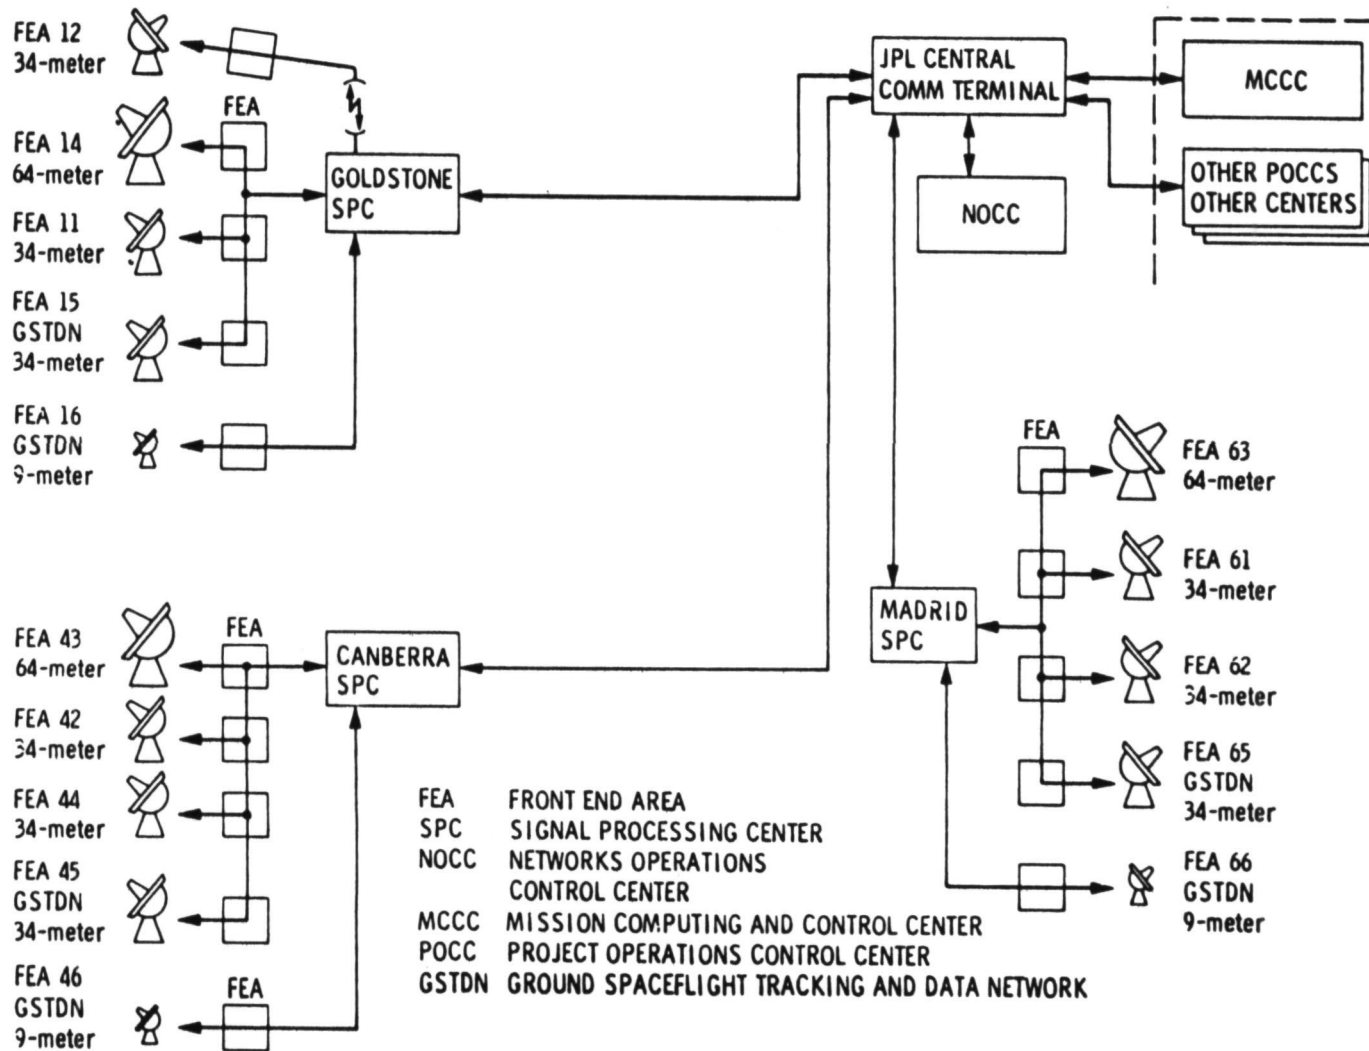 FEA 12
34-meter
FEA
FEA 14
64-meter
FEA 11
34-meter
FEA 15
GSTDN
34-meter
FEA 16
GSTDN
9-meter
GOLDSTONE
SPC
JPL CENTRAL
COMM TERMINAL
NOCC
MCCC
OTHER POCCS
OTHER CENTERS
FEA
FEA 63
64-meter
FEA 61
34-meter
MADRID
SPC
FEA 62
34-meter
FEA 65
GSTDN
34-meter
FEA 66
GSTDN
9-meter
FEA 43
64-meter
FEA
CANBERRA
SPC
FEA 42
34-meter
FEA 44
34-meter
FEA 45
GSTDN
34-meter
FEA 46
GSTDN
9-meter
FEA
FEA FRONT END AREA
SPC SIGNAL PROCESSING CENTER
NOCC NETWORKS OPERATIONS
CONTROL CENTER
MCCC MISSION COMPUTING AND CONTROL CENTER
POCC PROJECT OPERATIONS CONTROL CENTER
GSTDN GROUND SPACEFLIGHT TRACKING AND DATA NETWORK